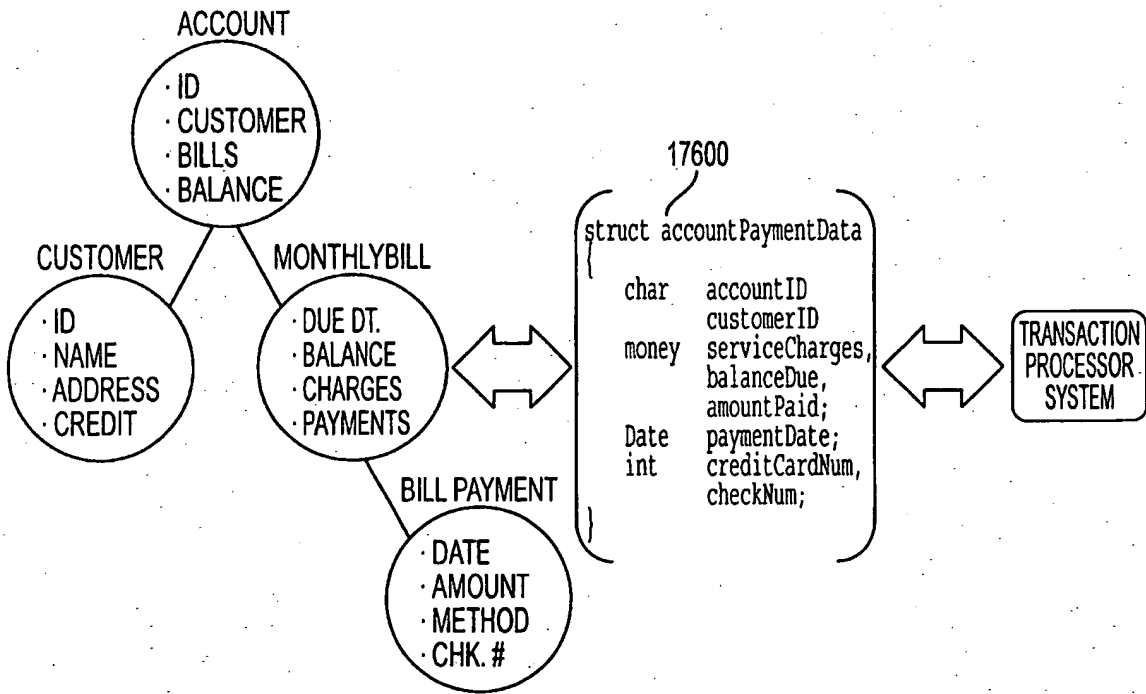 ACCOUNT
· ID
· CUSTOMER
· BILLS
· BALANCE
CUSTOMER
· ID
· NAME
· ADDRESS
· CREDIT
MONTHLYBILL
· DUE DT.
· BALANCE
· CHARGES
· PAYMENTS
BILL PAYMENT
· DATE
· AMOUNT
· METHOD
· CHK. #
17600
struct accountPaymentData
{
char accountID
customerID
money serviceCharges,
balanceDue,
amountPaid;
Date paymentDate;
int creditCardNum,
checkNum;
}
TRANSACTION
PROCESSOR
SYSTEM